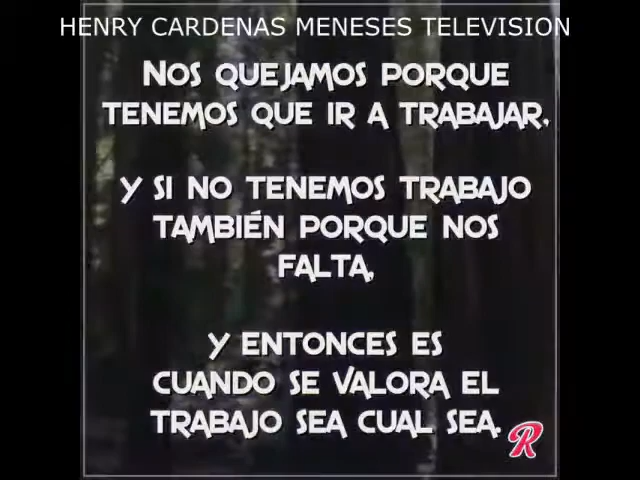 HENRY CARDENAS MENESES TELEVISION
NOS QUEJAMOS PORQUE
TENEMOS QUE IR A TRABAJAR,
Y SI NO TENEMOS TRABAJO
TAMBIÉN PORQUE NOS
FALTA,
Y ENTONCES ES
CUANDO SE VALORA EL
TRABAJO SEA CUAL SEA.
R